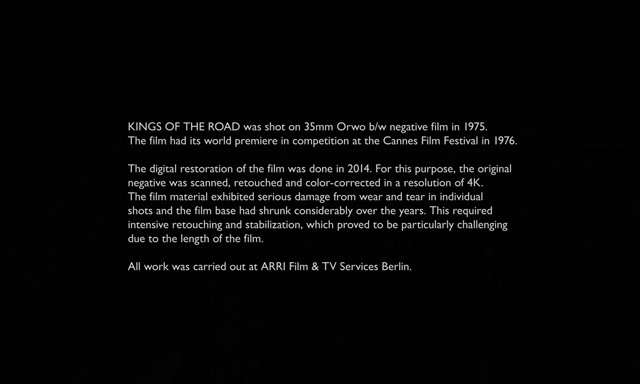 KINGS OF THE ROAD was shot on 35mm Orwo b/w negative film in 1975.
The film had its world premiere in competition at the Cannes Film Festival in 1976.
The digital restoration of the film was done in 2014. For this purpose, the original
negative was scanned, retouched and color-corrected in a resolution of 4K.
The film material exhibited serious damage from wear and tear in individual
shots and the film base had shrunk considerably over the years. This required
intensive retouching and stabilization, which proved to be particularly challenging
due to the length of the film.
All work was carried out at ARRI Film & TV Services Berlin.